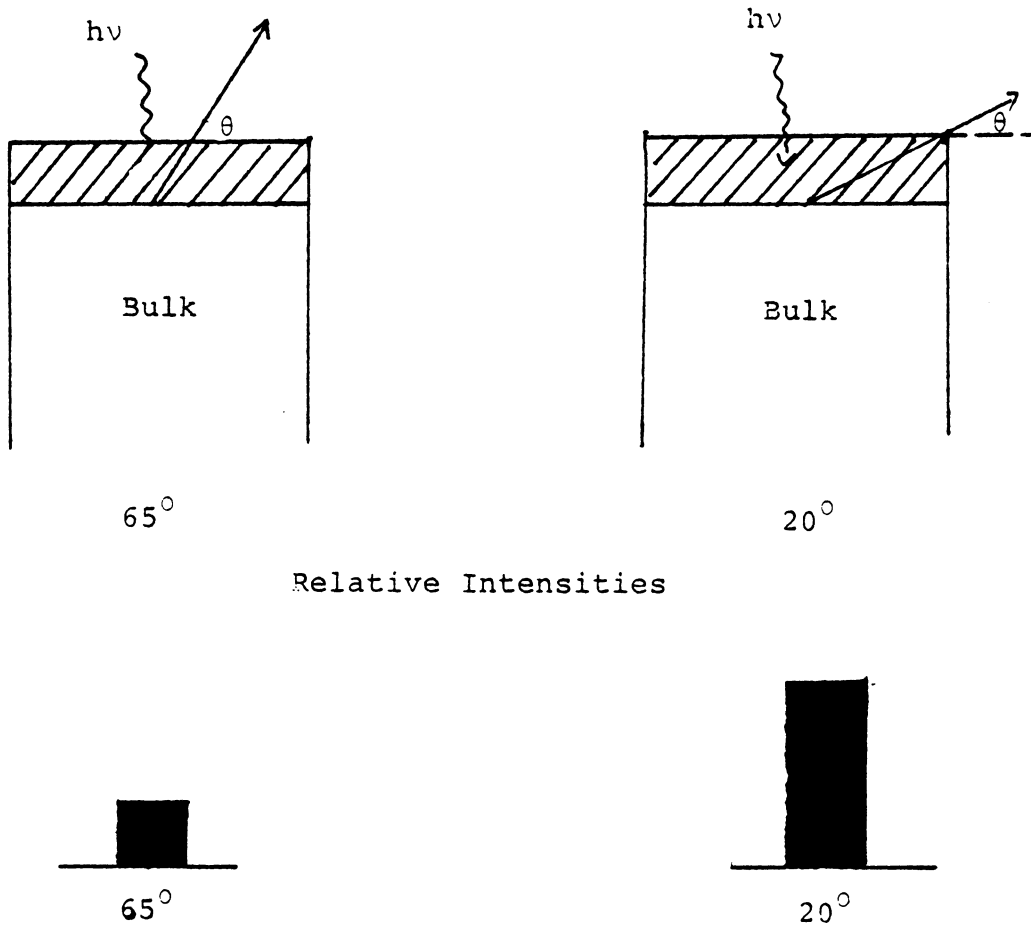 hν hν
θ θ
Bulk Bulk
65° 20°
Relative Intensities
65° 20°